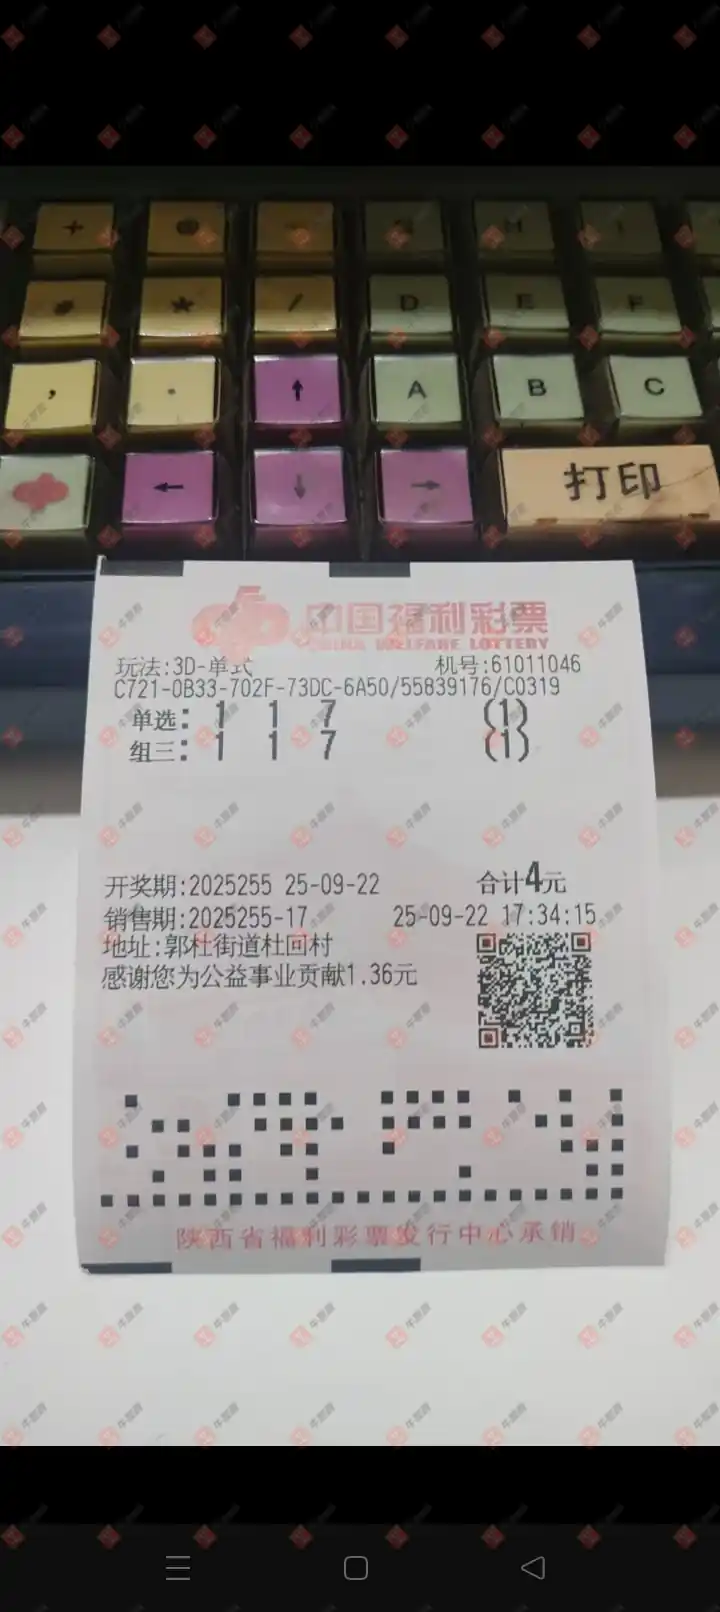 +
*
/
D
E
F
,
.
↑
A
B
C
←
↓
→
打印
中国福利彩票
CHINA WELFARE LOTTERY
玩法:3D-单式 机号:61011046
C721-0B33-702F-73DC-6A50/55839176/C0319
单选: 1 1 7 (1)
组三: 1 1 7 (1)
开奖期:2025255 25-09-22 合计4元
销售期:2025255-17 25-09-22 17:34:15
地址:郭杜街道杜回村
感谢您为公益事业贡献1.36元
陕西省福利彩票发行中心承销